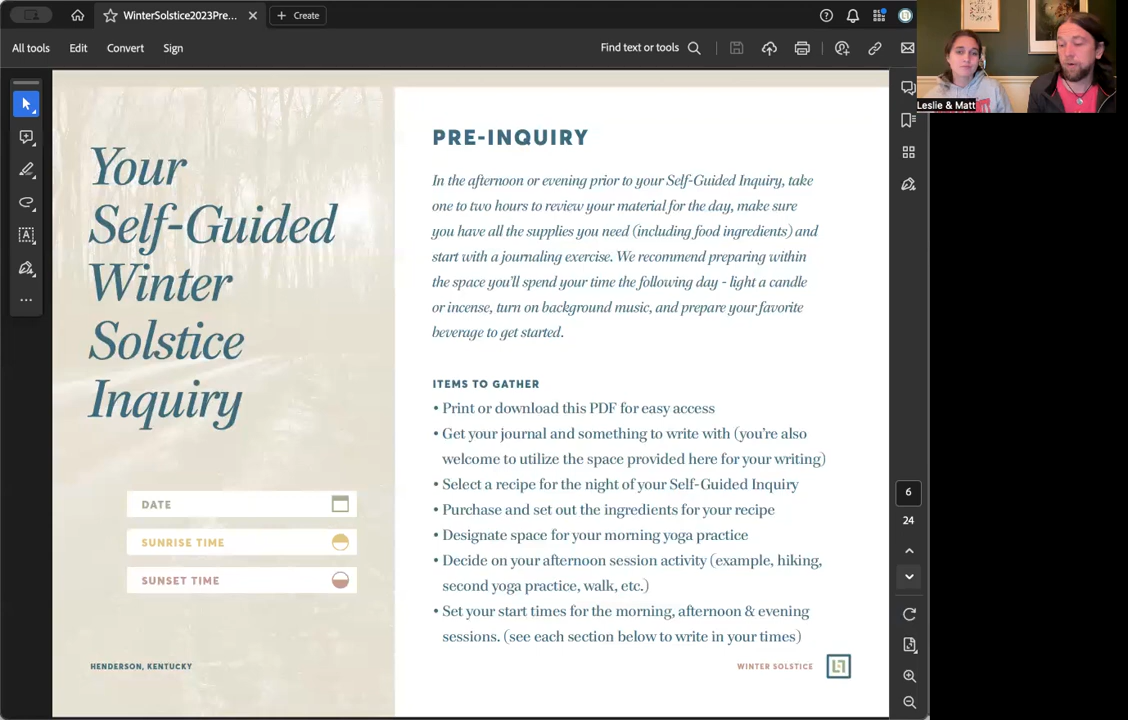 WinterSolstice2023Pre...
Create
All tools
Edit
Convert
Sign
Find text or tools
Leslie & Matt
Your
Self-Guided
Winter
Solstice
Inquiry
DATE
SUNRISE TIME
SUNSET TIME
HENDERSON, KENTUCKY
PRE-INQUIRY
In the afternoon or evening prior to your Self-Guided Inquiry, take
one to two hours to review your material for the day, make sure
you have all the supplies you need (including food ingredients) and
start with a journaling exercise. We recommend preparing within
the space you'll spend your time the following day - light a candle
or incense, turn on background music, and prepare your favorite
beverage to get started.
ITEMS TO GATHER
• Print or download this PDF for easy access
• Get your journal and something to write with (you're also
welcome to utilize the space provided here for your writing)
• Select a recipe for the night of your Self-Guided Inquiry
• Purchase and set out the ingredients for your recipe
• Designate space for your morning yoga practice
• Decide on your afternoon session activity (example, hiking,
second yoga practice, walk, etc.)
• Set your start times for the morning, afternoon & evening
sessions. (see each section below to write in your times)
WINTER SOLSTICE
6
24